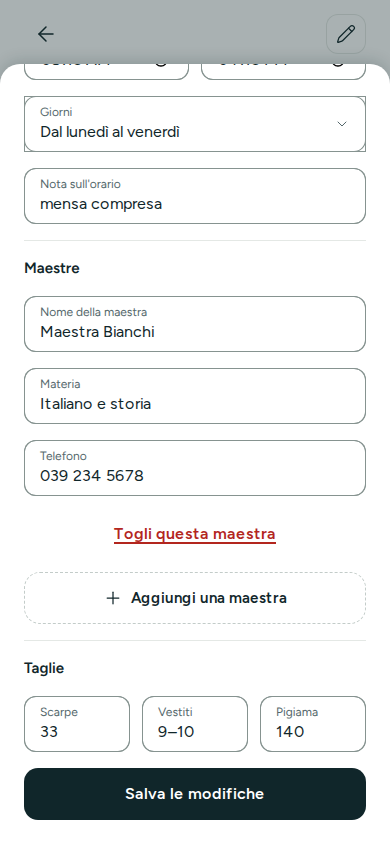 Giorni
Dal lunedì al venerdì
Nota sull'orario
mensa compresa
Maestre
Nome della maestra
Maestra Bianchi
Materia
Italiano e storia
Telefono
039 234 5678
Togli questa maestra
Aggiungi una maestra
Taglie
Scarpe
33
Vestiti
9–10
Pigiama
140
Salva le modifiche